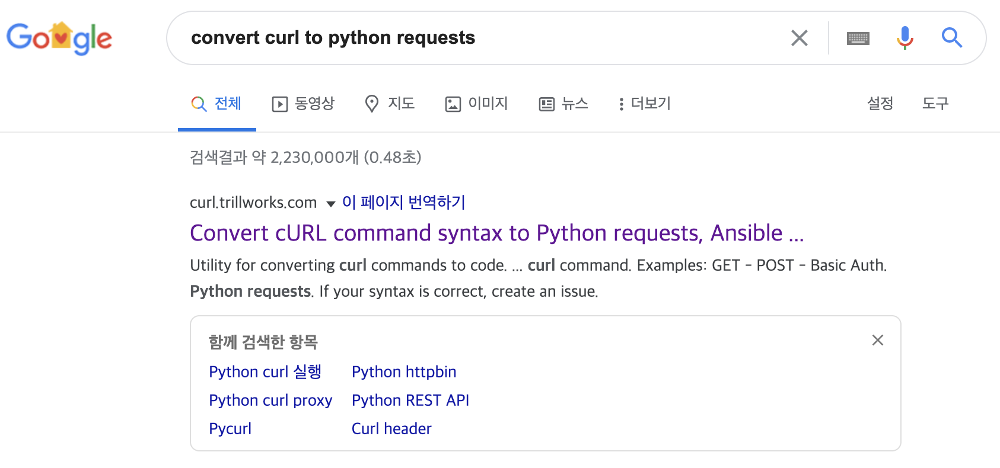 Google
convert curl to python requests
전체 동영상 지도 이미지 뉴스 더보기 설정 도구
검색결과 약 2,230,000개 (0.48초)
curl.trillworks.com 이 페이지 번역하기
Convert cURL command syntax to Python requests, Ansible ...
Utility for converting curl commands to code. ... curl command. Examples: GET - POST - Basic Auth.
Python requests. If your syntax is correct, create an issue.
함께 검색한 항목
Python curl 실행 Python httpbin
Python curl proxy Python REST API
Pycurl Curl header